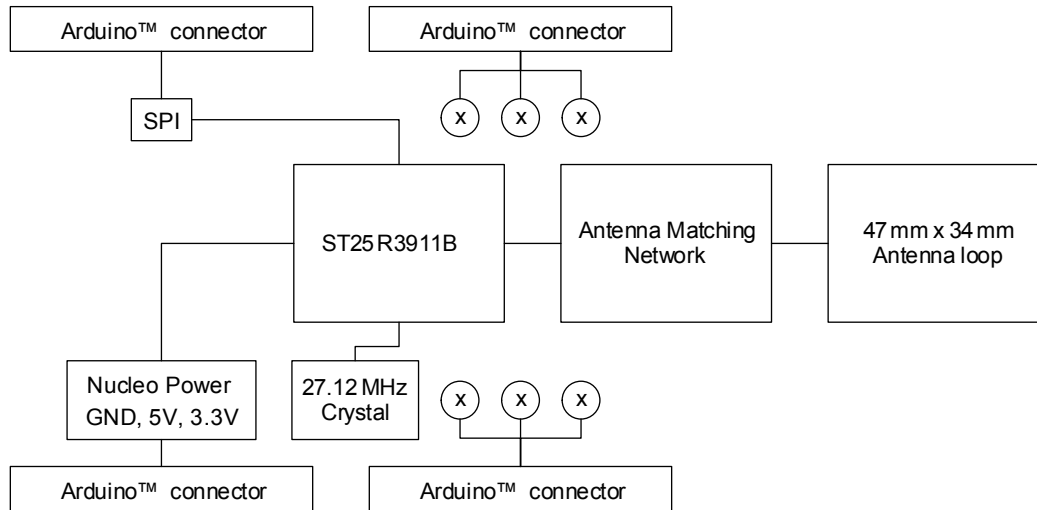 Arduino™ connector
Arduino™ connector
SPI
X X X
ST25R3911B
Antenna Matching
Network
47 mm x 34 mm
Antenna loop
Nucleo Power
GND, 5V, 3.3V
27.12 MHz
Crystal
X X X
Arduino™ connector
Arduino™ connector